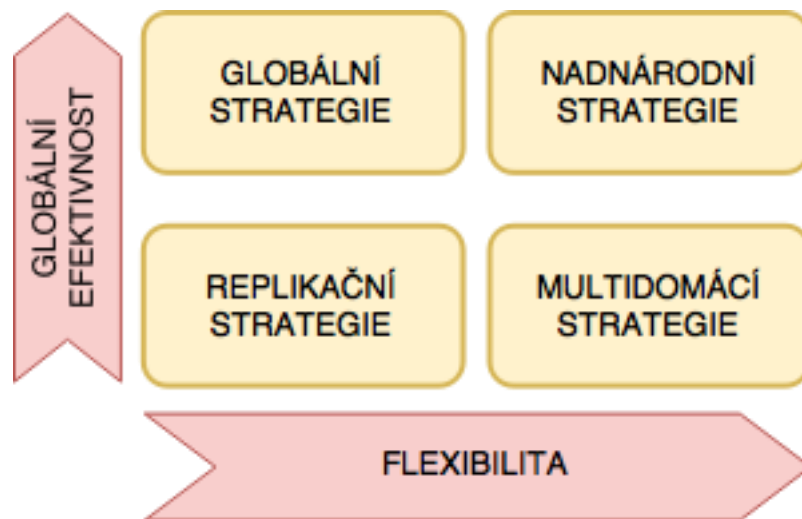 GLOBÁLNÍ
EFEKTIVNOST
GLOBÁLNÍ
STRATEGIE
NADNÁRODNÍ
STRATEGIE
REPLIKAČNÍ
STRATEGIE
MULTIDOMÁCÍ
STRATEGIE
FLEXIBILITA